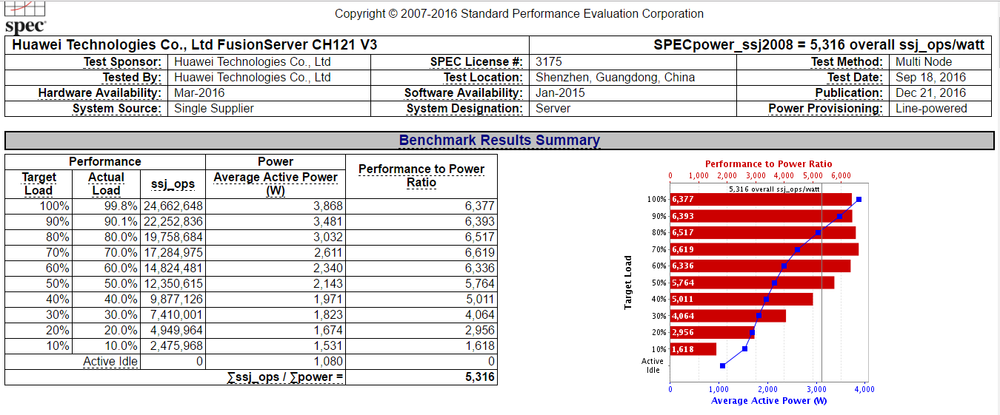 spec
Copyright © 2007-2016 Standard Performance Evaluation Corporation
Huawei Technologies Co., Ltd FusionServer CH121 V3 SPECpower_ssj2008 = 5,316 overall ssj_ops/watt
Test Sponsor: Huawei Technologies Co., Ltd SPEC License #: 3175 Test Method: Multi Node
Tested By: Huawei Technologies Co., Ltd Test Location: Shenzhen, Guangdong, China Test Date: Sep 18, 2016
Hardware Availability: Mar-2016 Software Availability: Jan-2015 Publication: Dec 21, 2016
System Source: Single Supplier System Designation: Server Power Provisioning: Line-powered
Benchmark Results Summary
Performance Power Performance to Power Ratio
Target Load Actual Load ssj_ops Average Active Power (W)
100% 99.8% 24,662,648 3,868 6,377
90% 90.1% 22,252,836 3,481 6,393
80% 80.0% 19,758,684 3,032 6,517
70% 70.0% 17,284,975 2,611 6,619
60% 60.0% 14,824,481 2,340 6,336
50% 50.0% 12,350,615 2,143 5,764
40% 40.0% 9,877,126 1,971 5,011
30% 30.0% 7,410,001 1,823 4,064
20% 20.0% 4,949,964 1,674 2,956
10% 10.0% 2,475,968 1,531 1,618
Active Idle 0 1,080 0
∑ssj_ops / ∑power = 5,316
Performance to Power Ratio
0 1,000 2,000 3,000 4,000 5,000 6,000
5,316 overall ssj_ops/watt
Target Load
100% 6,377
90% 6,393
80% 6,517
70% 6,619
60% 6,336
50% 5,764
40% 5,011
30% 4,064
20% 2,956
10% 1,618
Active
Idle
0 1,000 2,000 3,000 4,000
Average Active Power (W)